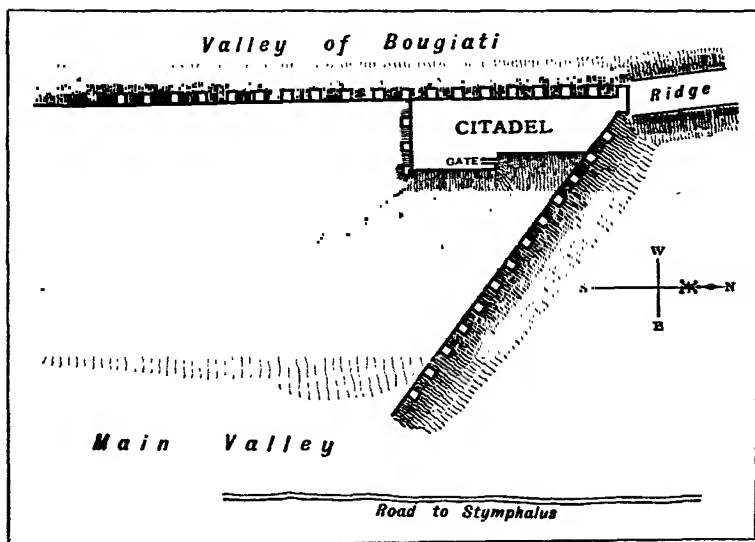 Valley of Bougiati
Ridge
CITADEL
GATE
W
S N
E
Main Valley
Road to Stymphalus